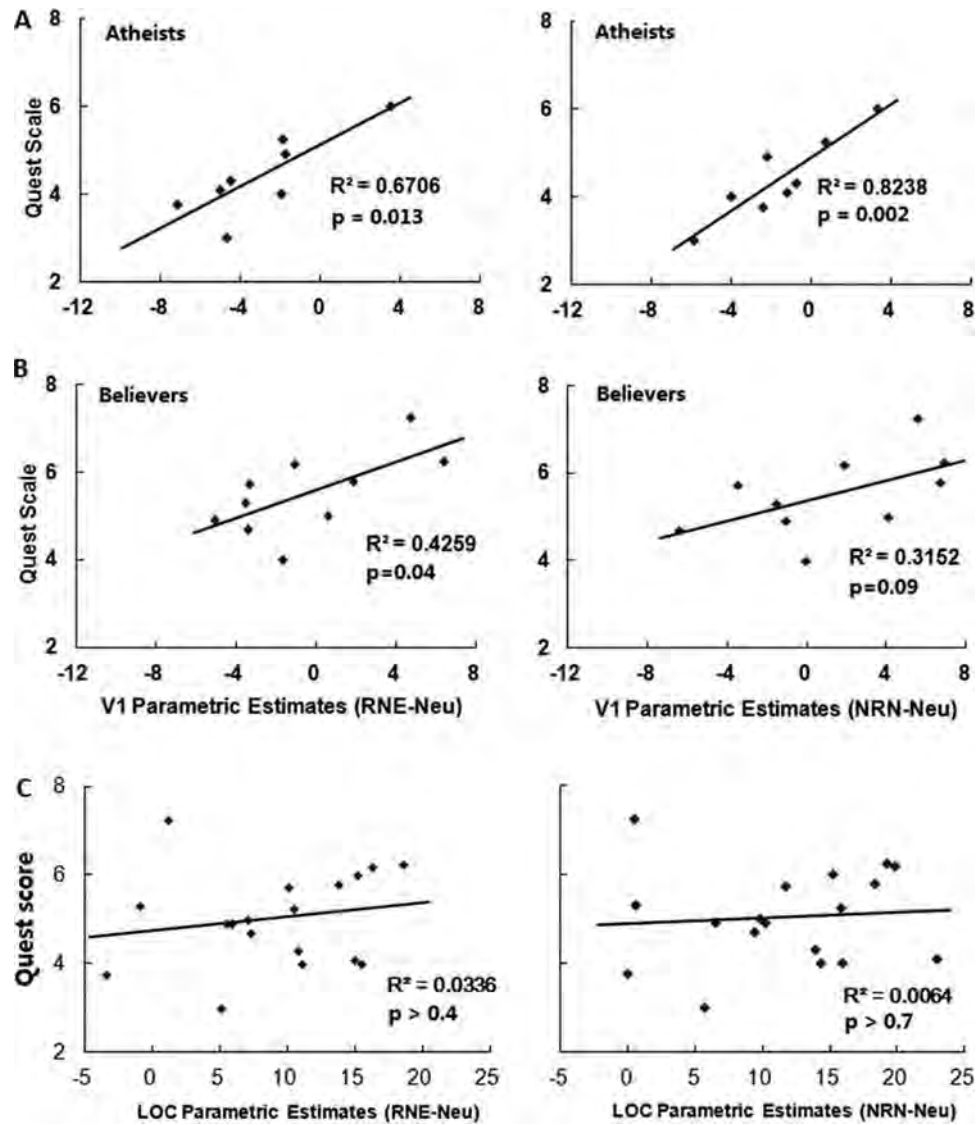 A
Atheists
Atheists
8
6
4
2
Quest Scale
R² = 0.6706
p = 0.013
-12 -8 -4 0 4 8
8
6
4
2
R² = 0.8238
p = 0.002
-12 -8 -4 0 4 8
B
Believers
Believers
8
6
4
2
Quest Scale
R² = 0.4259
p=0.04
-12 -8 -4 0 4 8
V1 Parametric Estimates (RNE-Neu)
8
6
4
2
R² = 0.3152
p=0.09
-12 -8 -4 0 4 8
V1 Parametric Estimates (NRN-Neu)
C
8
6
4
2
Quest score
R² = 0.0336
p > 0.4
-5 0 5 10 15 20 25
LOC Parametric Estimates (RNE-Neu)
8
6
4
2
R² = 0.0064
p > 0.7
-5 0 5 10 15 20 25
LOC Parametric Estimates (NRN-Neu)